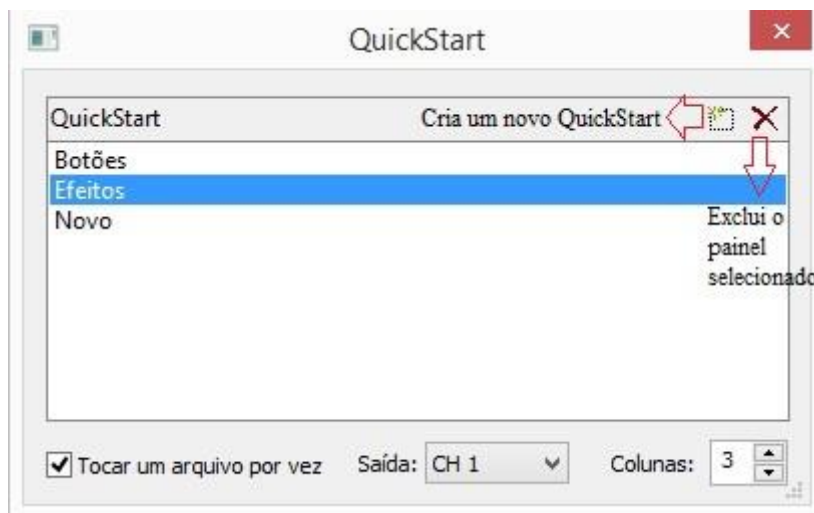 QuickStart
QuickStart Cria um novo QuickStart
Botões
Efeitos
Novo
Exclui o
painel
selecionado
Tocar um arquivo por vez Saída: CH 1 Colunas: 3